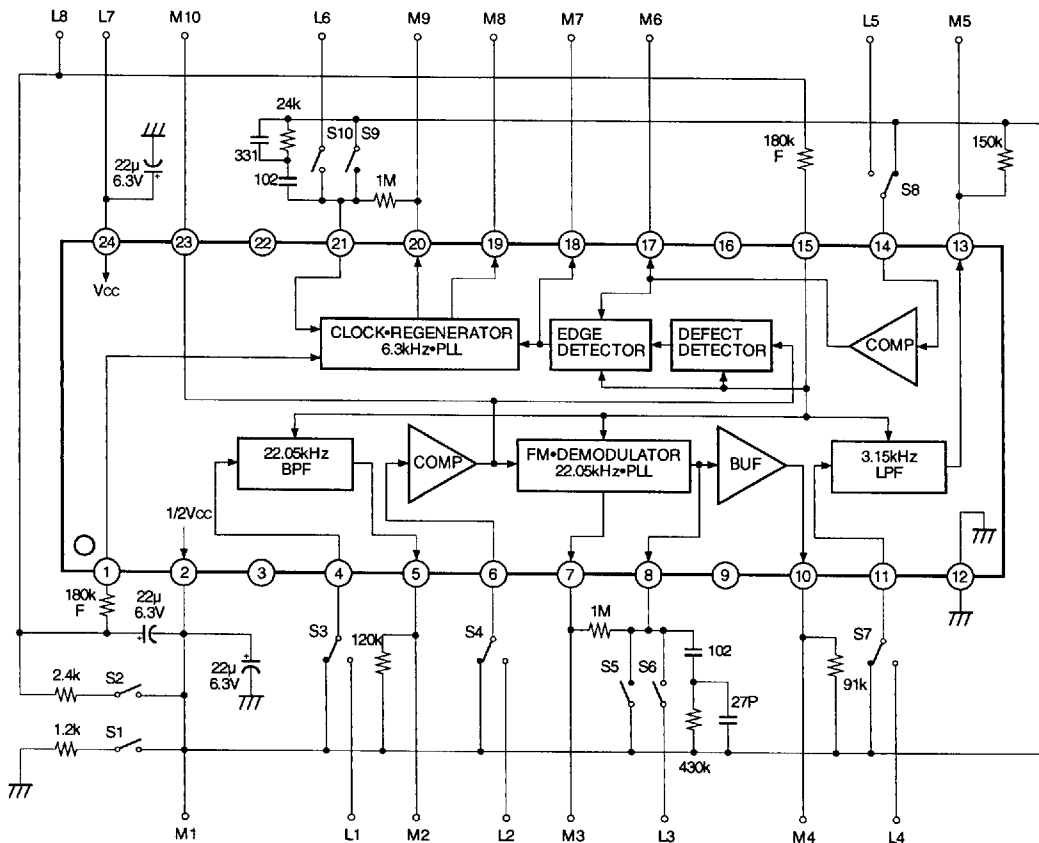 L8 L7 M10 L6 M9 M8 M7 M6 L5 M5
24k
331
S10 S9
180k
F
150k
22μ
6.3V
102
1M
S8
24 23 22 21 20 19 18 17 16 15 14 13
VCC
CLOCK•REGENERATOR
6.3kHz•PLL
EDGE
DETECTOR
DEFECT
DETECTOR
COMP
22.05kHz
BPF
COMP
FM•DEMODULATOR
22.05kHz•PLL
BUF
3.15kHz
LPF
1/2VCC
1 2 3 4 5 6 7 8 9 10 11 12
180k
F
22μ
6.3V
22μ
6.3V
S3
120k
S4
1M
S5 S6
102
27P
430k
S7
91k
2.4k S2
1.2k S1
M1 L1 M2 L2 M3 L3 M4 L4